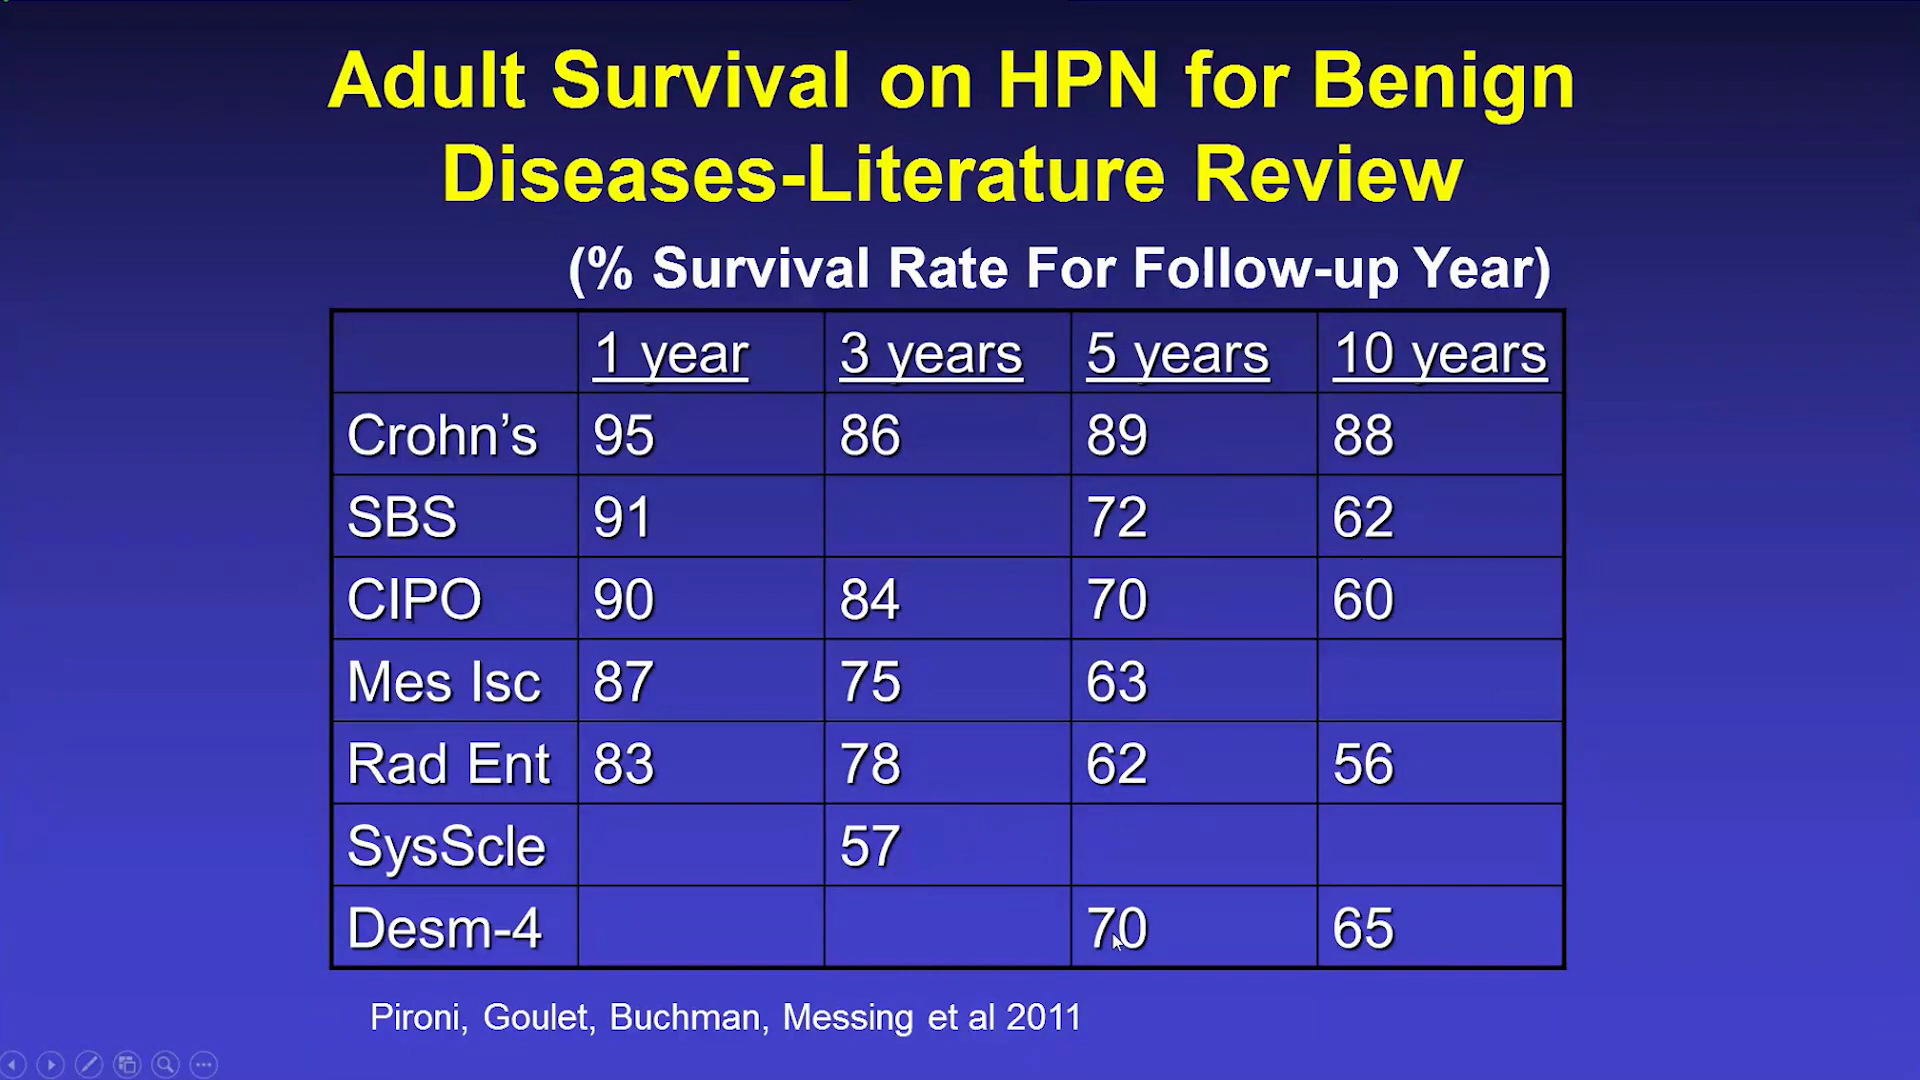 Adult Survival on HPN for Benign
Diseases-Literature Review
(% Survival Rate For Follow-up Year)
1 year 3 years 5 years 10 years
Crohn’s 95 86 89 88
SBS 91 72 62
CIPO 90 84 70 60
Mes Isc 87 75 63
Rad Ent 83 78 62 56
SysScle 57
Desm-4 70 65
Pironi, Goulet, Buchman, Messing et al 2011